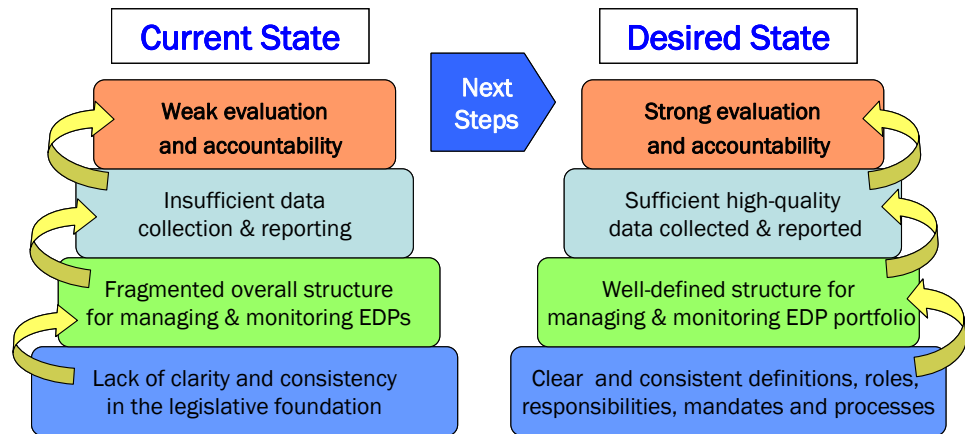 Current State
Weak evaluation
and accountability
Insufficient data
collection & reporting
Fragmented overall structure
for managing & monitoring EDPs
Lack of clarity and consistency
in the legislative foundation
Next
Steps
Desired State
Strong evaluation
and accountability
Sufficient high-quality
data collected & reported
Well-defined structure for
managing & monitoring EDP portfolio
Clear and consistent definitions, roles,
responsibilities, mandates and processes